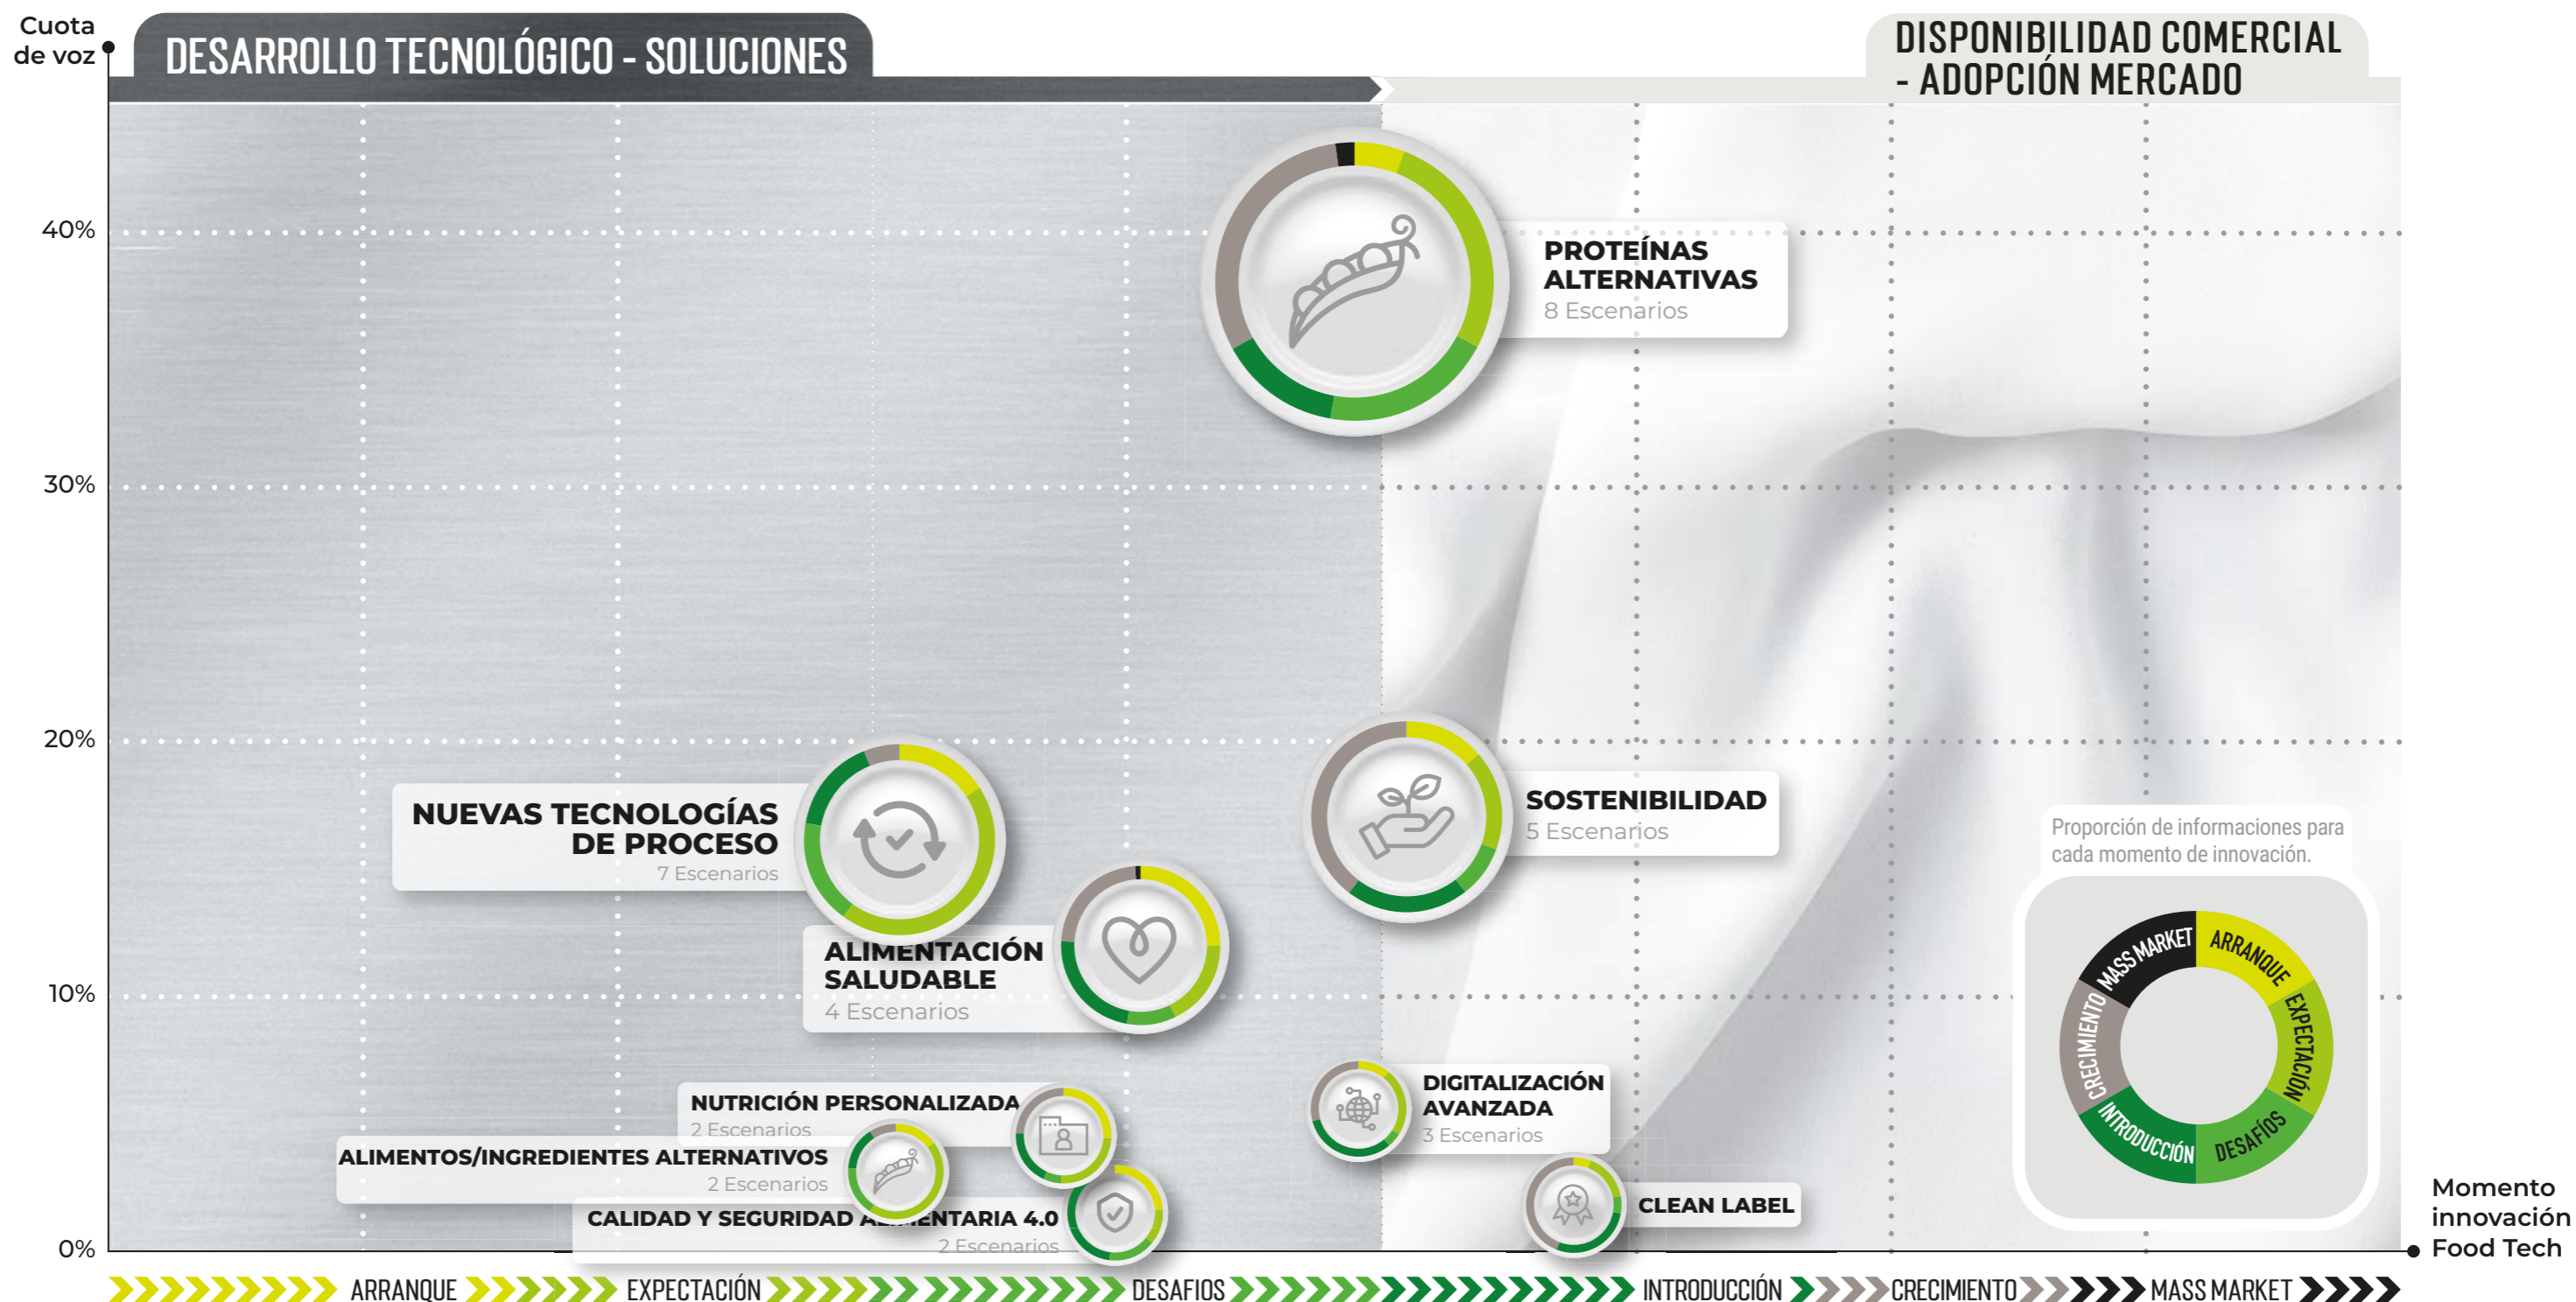 Cuota
de voz
DESARROLLO TECNOLÓGICO - SOLUCIONES
DISPONIBILIDAD COMERCIAL
- ADOPCIÓN MERCADO
40%
30%
20%
10%
0%
PROTEÍNAS
ALTERNATIVAS
8 Escenarios
NUEVAS TECNOLOGÍAS
DE PROCESO
7 Escenarios
SOSTENIBILIDAD
5 Escenarios
ALIMENTACIÓN
SALUDABLE
4 Escenarios
NUTRICIÓN PERSONALIZADA
2 Escenarios
ALIMENTOS/INGREDIENTES ALTERNATIVOS
2 Escenarios
CALIDAD Y SEGURIDAD ALIMENTARIA 4.0
2 Escenarios
DIGITALIZACIÓN
AVANZADA
3 Escenarios
CLEAN LABEL
Proporción de informaciones para
cada momento de innovación.
ARRANQUE
EXPECTACIÓN
DESAFÍOS
INTRODUCCIÓN
CRECIMIENTO
MASS MARKET
Momento
innovación
Food Tech
ARRANQUE EXPECTACIÓN DESAFIOS INTRODUCCIÓN CRECIMIENTO MASS MARKET